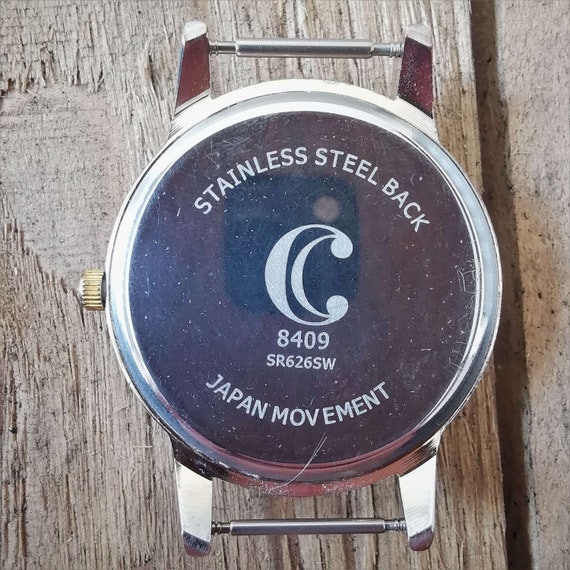 STAINLESS STEEL BACK
C
8409
SR626SW
JAPAN MOVEMENT